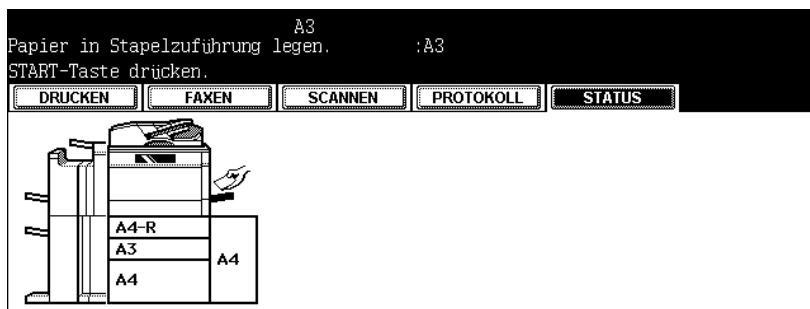 A3
Papier in Stapelzuführung legen. :A3
START-Taste drücken.
DRUCKEN FAXEN SCANNEN PROTOKOLL STATUS
A4-R
A3
A4
A4